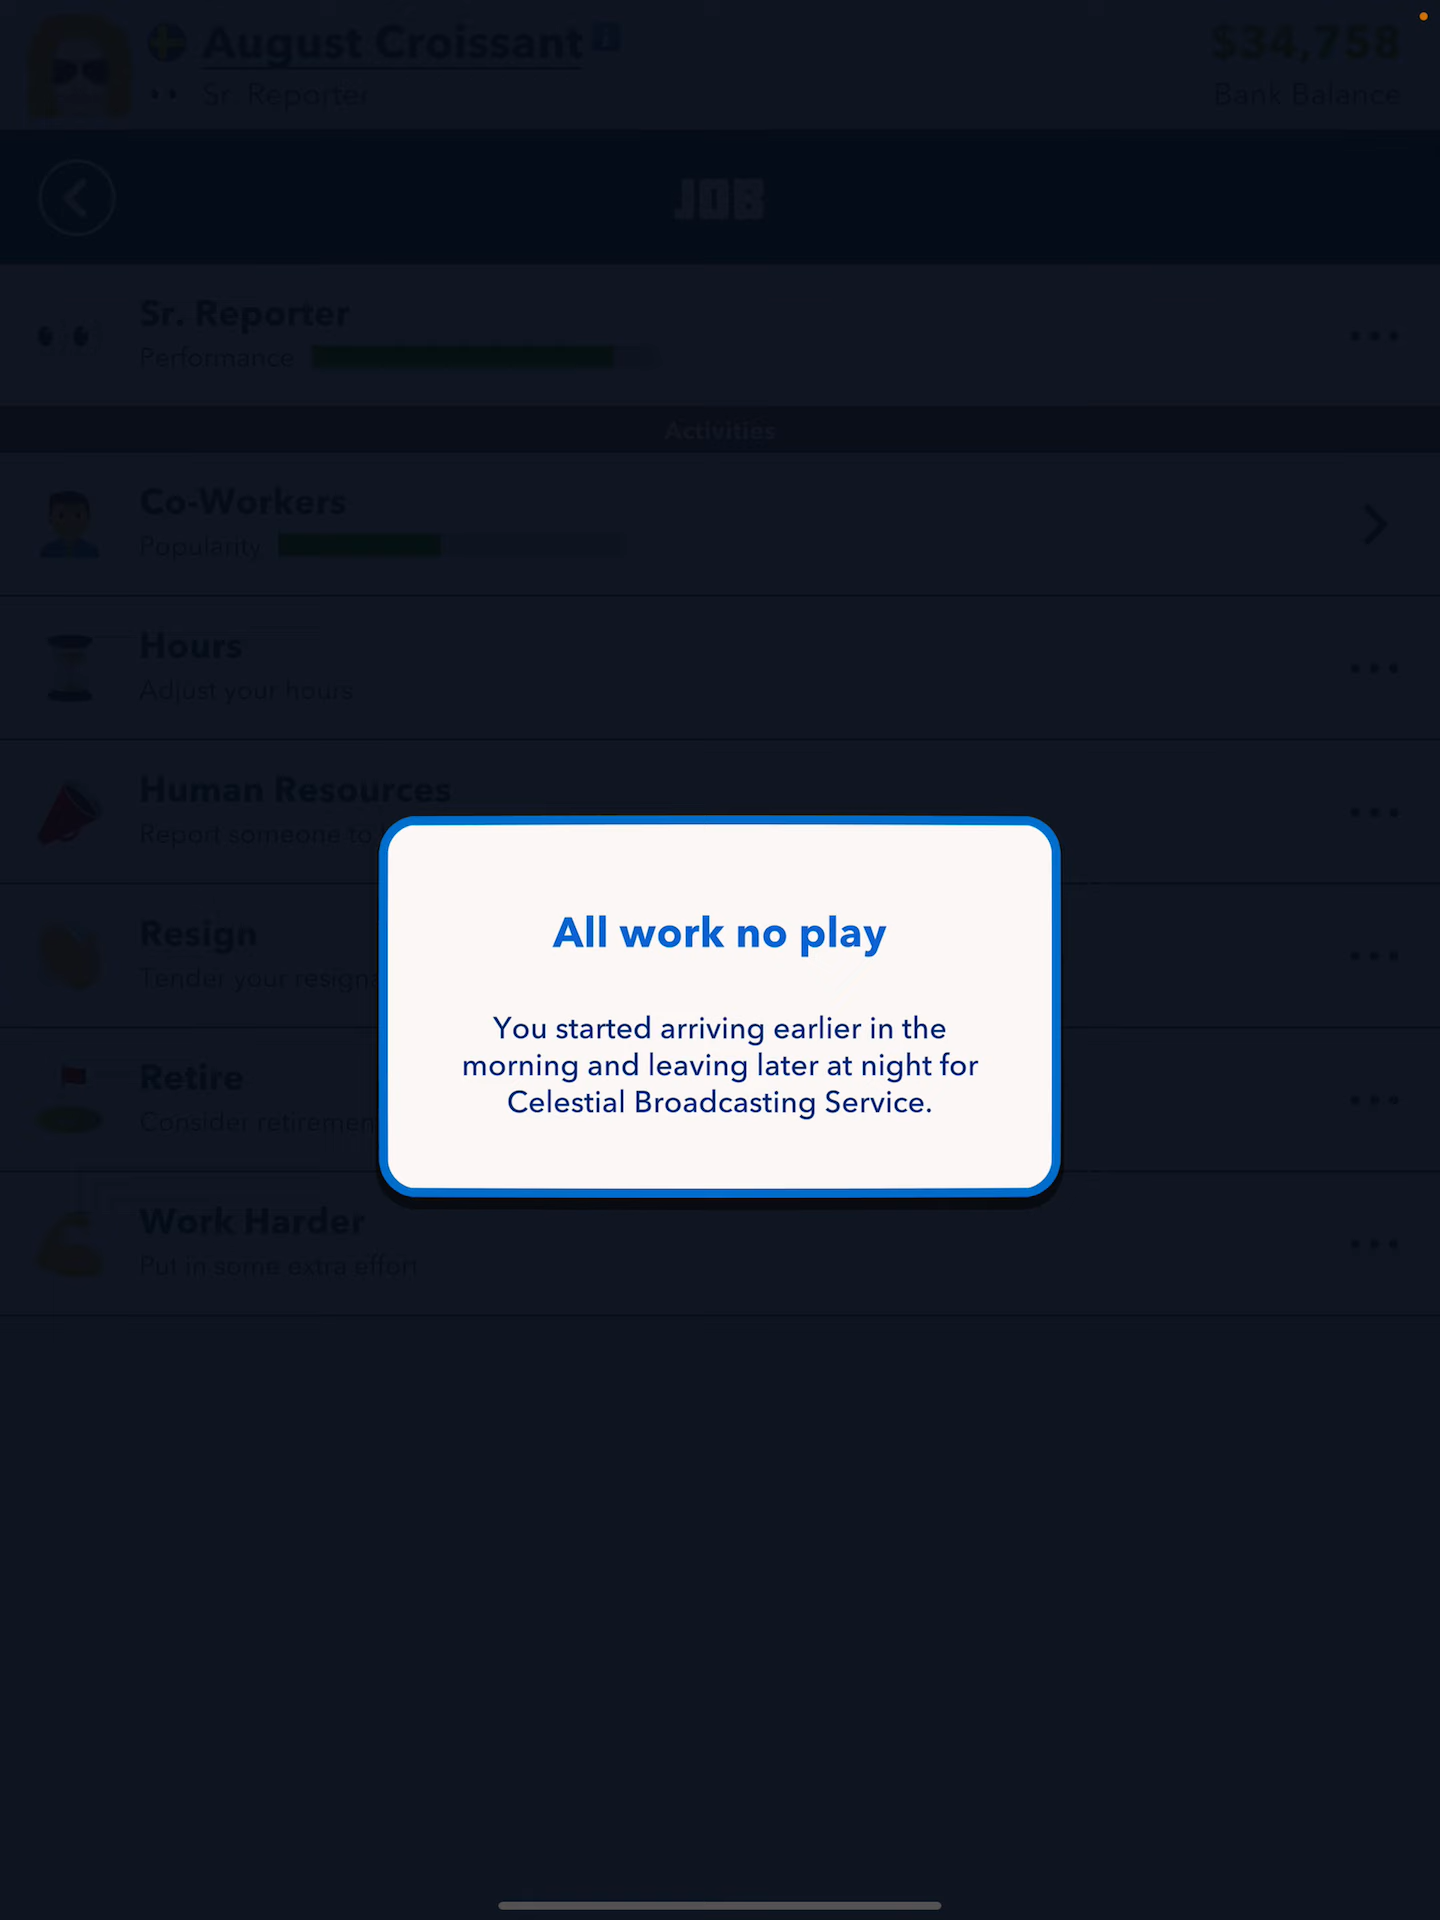 August Croissant
$34,758
Sr. Reporter
Bank Balance
JOB
Sr. Reporter
Performance
Activities
Co-Workers
Popularity
Hours
Adjust your hours
Human Resources
Report someone to
Resign
Tender your resigna
Retire
Consider retiremen
Work Harder
Put in some extra effort
All work no play
You started arriving earlier in the
morning and leaving later at night for
Celestial Broadcasting Service.